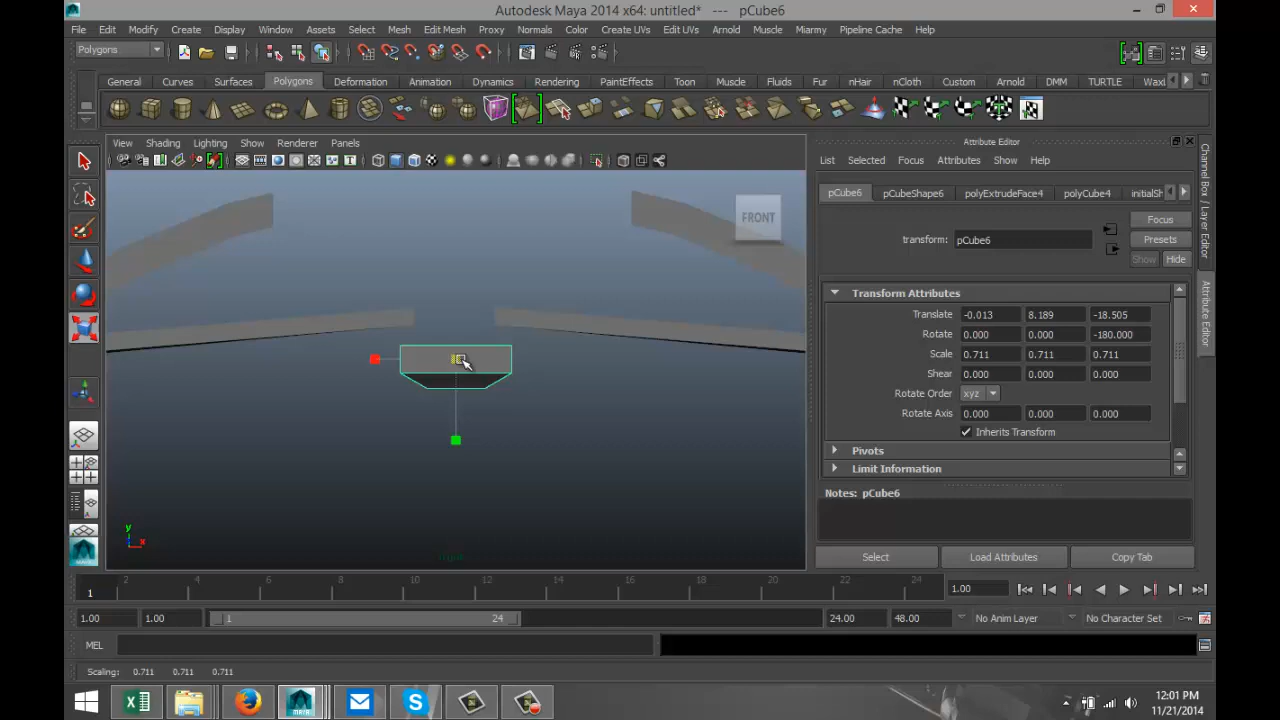 Autodesk Maya 2014 x64: untitled* --- pCube6
File Edit Modify Create Display Window Assets Select Mesh Edit Mesh Proxy Normals Color Create UVs Edit UVs Arnold Muscle Pipeline Cache Help
Polygons
General Curves Surfaces Polygons Deformation Animation Dynamics Rendering PaintEffects Toon Muscle Fluids Fur nHair nCloth Custom Arnold DMM TURTLE
View Shading Lighting Show Renderer Panels
FRONT
y
x
Attribute Editor
List Selected Focus Attributes Show Help
pCube6 pCubeShape6 polyExtrudeFace4 polyCube4 initialSh
transform: pCube6
Focus
Presets
Show Hide
Transform Attributes
Translate -0.013 8.189 -18.505
Rotate 0.000 0.000 -180.000
Scale 0.711 0.711 0.711
Shear 0.000 0.000 0.000
Rotate Order xyz
Rotate Axis 0.000 0.000 0.000
Inherits Transform
Pivots
Limit Information
Notes: pCube6
Select Load Attributes Copy Tab
Channel Box / Layer Editor
Attribute Editor
2 4 6 8 10 12 14 16 18 20 22 24
1
1.00
1.00 1.00 1 24 24.00 48.00 No Anim Layer No Character Set
MEL
Scaling: 0.711 0.711 0.711
12:01 PM
11/21/2014